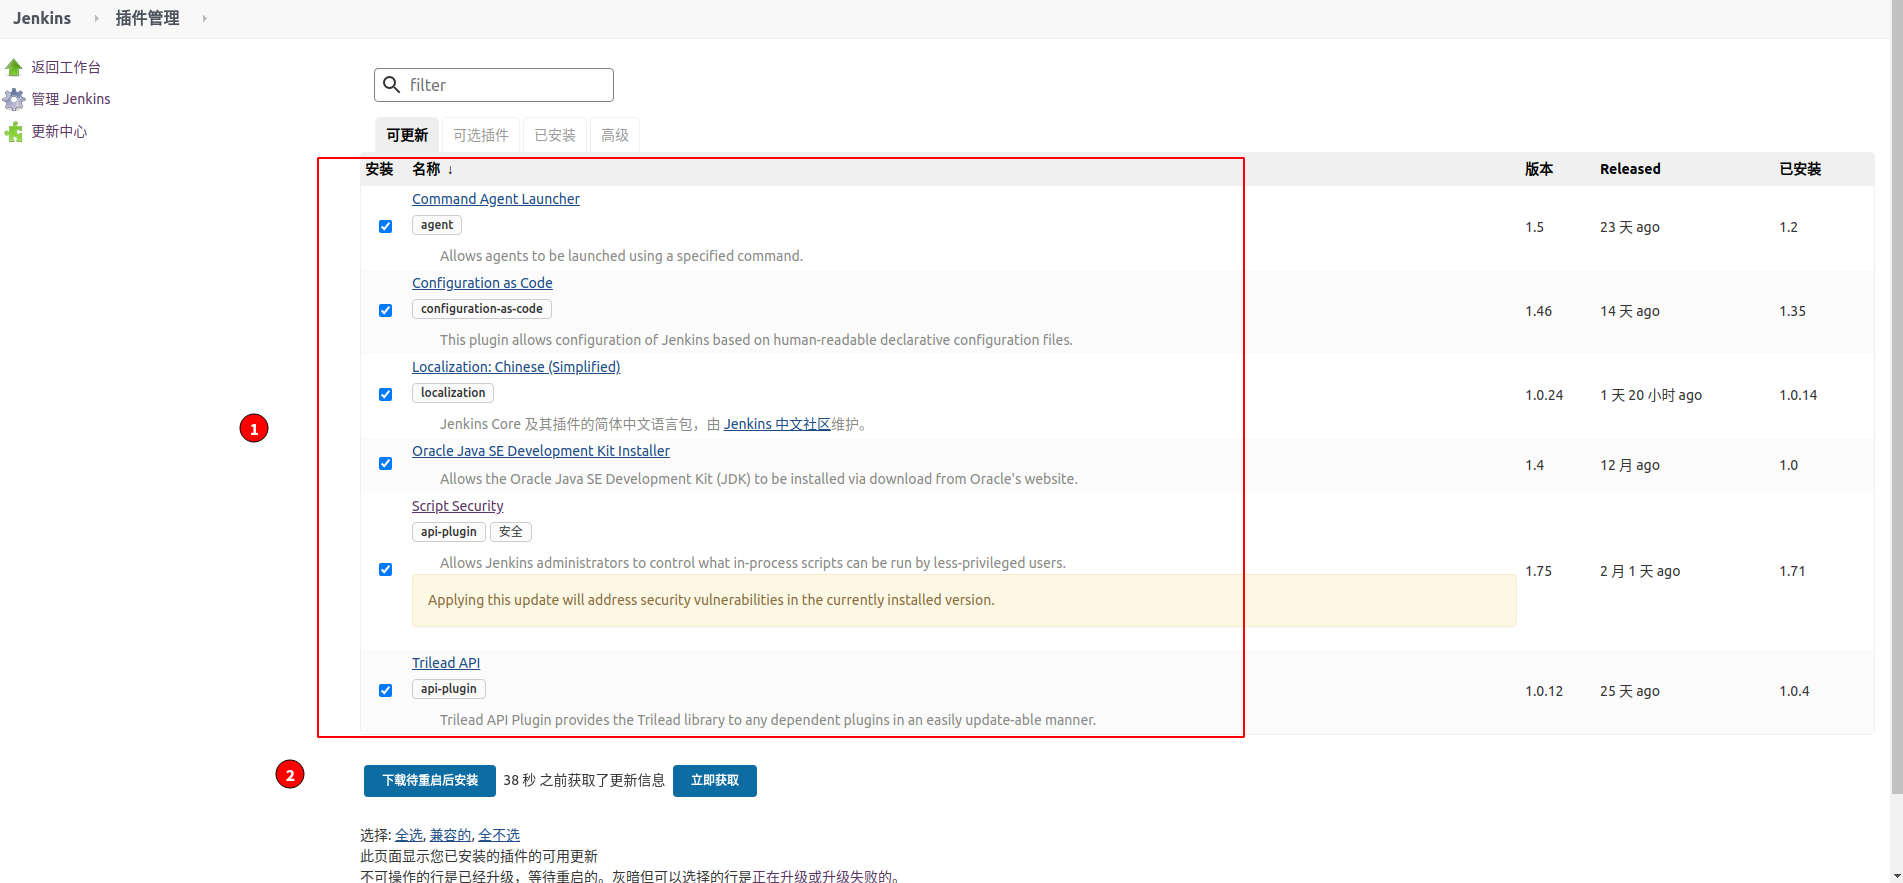 Jenkins 插件管理
返回工作台
管理 Jenkins
更新中心
filter
可更新 可选插件 已安装 高级
安装 名称 ↓ 版本 Released 已安装
Command Agent Launcher
agent
Allows agents to be launched using a specified command.
1.5 23 天 ago 1.2
Configuration as Code
configuration-as-code
This plugin allows configuration of Jenkins based on human-readable declarative configuration files.
1.46 14 天 ago 1.35
Localization: Chinese (Simplified)
localization
Jenkins Core 及其插件的简体中文语言包，由 Jenkins 中文社区维护。
1.0.24 1 天 20 小时 ago 1.0.14
1
Oracle Java SE Development Kit Installer
Allows the Oracle Java SE Development Kit (JDK) to be installed via download from Oracle's website.
1.4 12 月 ago 1.0
Script Security
api-plugin 安全
Allows Jenkins administrators to control what in-process scripts can be run by less-privileged users.
Applying this update will address security vulnerabilities in the currently installed version.
1.75 2 月 1 天 ago 1.71
Trilead API
api-plugin
Trilead API Plugin provides the Trilead library to any dependent plugins in an easily update-able manner.
1.0.12 25 天 ago 1.0.4
2
下载待重启后安装 38 秒 之前获取了更新信息 立即获取
选择: 全选, 兼容的, 全不选
此页面显示您已安装的插件的可用更新
不可操作的行是已经升级，等待重启的。灰暗但可以选择的行是正在升级或升级失败的。